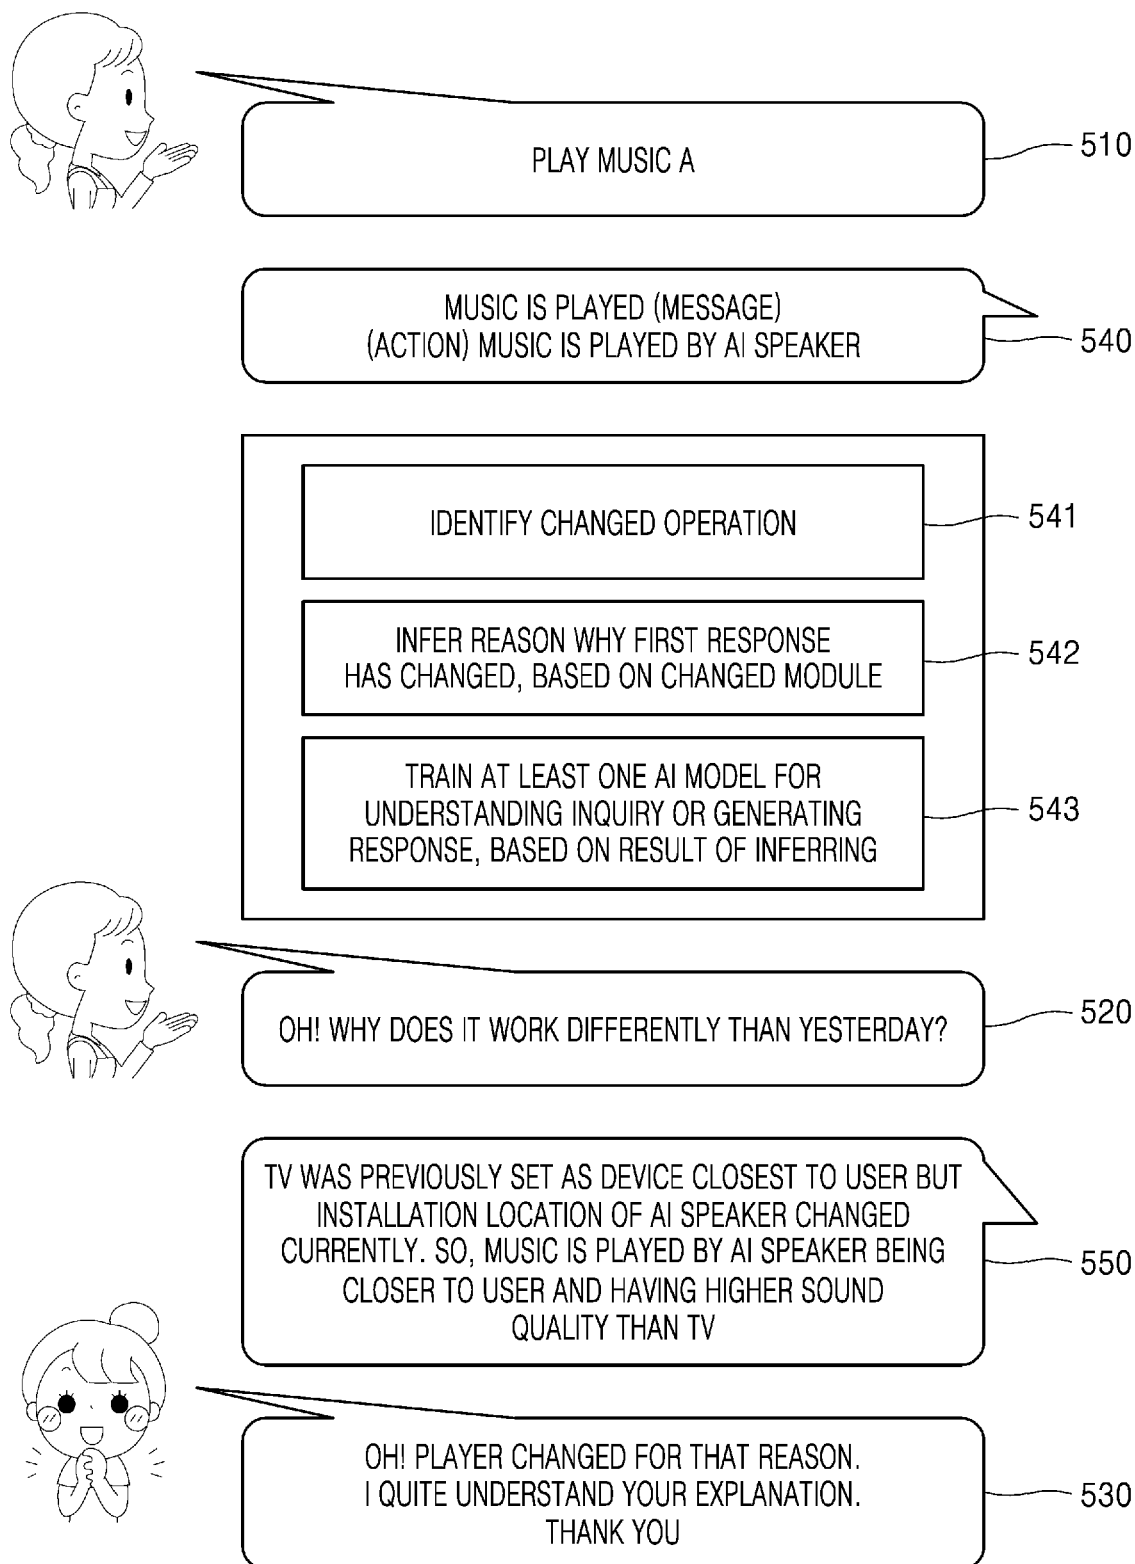 PLAY MUSIC A
510
MUSIC IS PLAYED (MESSAGE)
(ACTION) MUSIC IS PLAYED BY AI SPEAKER
540
IDENTIFY CHANGED OPERATION
541
INFER REASON WHY FIRST RESPONSE
HAS CHANGED, BASED ON CHANGED MODULE
542
TRAIN AT LEAST ONE AI MODEL FOR
UNDERSTANDING INQUIRY OR GENERATING
RESPONSE, BASED ON RESULT OF INFERRING
543
OH! WHY DOES IT WORK DIFFERENTLY THAN YESTERDAY?
520
TV WAS PREVIOUSLY SET AS DEVICE CLOSEST TO USER BUT
INSTALLATION LOCATION OF AI SPEAKER CHANGED
CURRENTLY. SO, MUSIC IS PLAYED BY AI SPEAKER BEING
CLOSER TO USER AND HAVING HIGHER SOUND
QUALITY THAN TV
550
OH! PLAYER CHANGED FOR THAT REASON.
I QUITE UNDERSTAND YOUR EXPLANATION.
THANK YOU
530